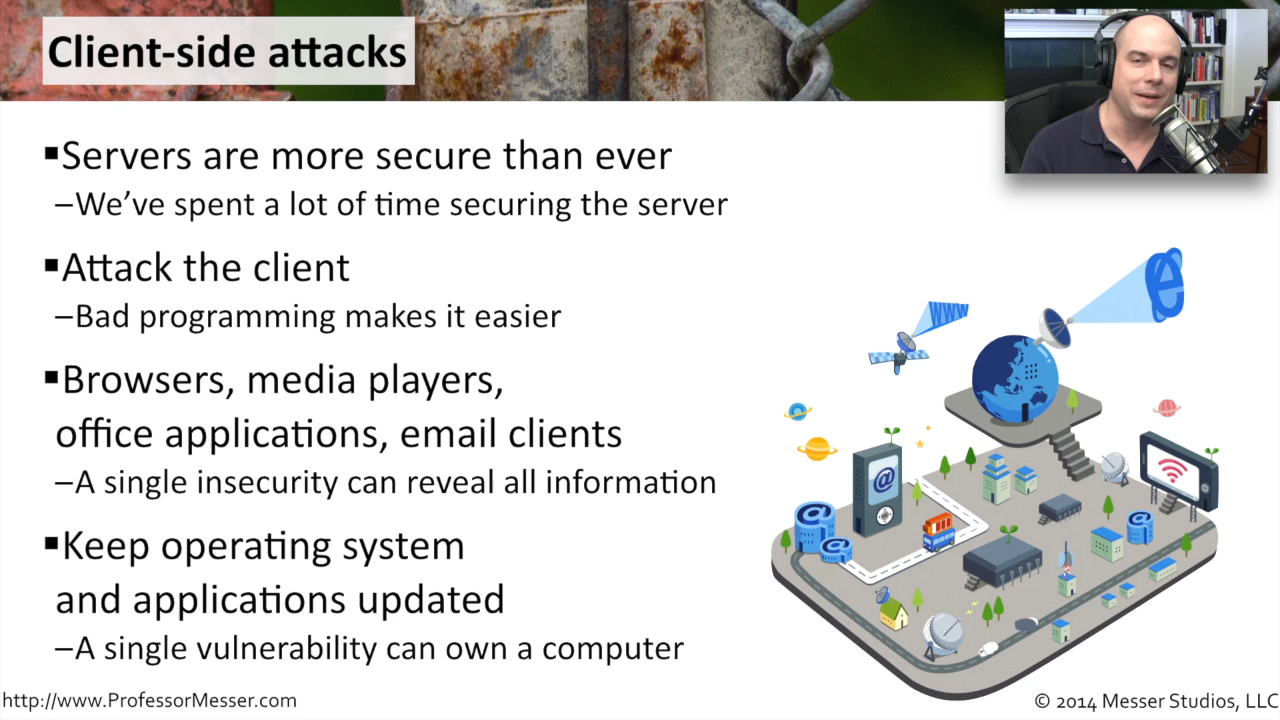 Client-side attacks
▪Servers are more secure than ever
–We’ve spent a lot of time securing the server
▪Attack the client
–Bad programming makes it easier
▪Browsers, media players,
office applications, email clients
–A single insecurity can reveal all information
▪Keep operating system
and applications updated
–A single vulnerability can own a computer
WWW
e
@
@
@
@
http://www.ProfessorMesser.com
© 2014 Messer Studios, LLC